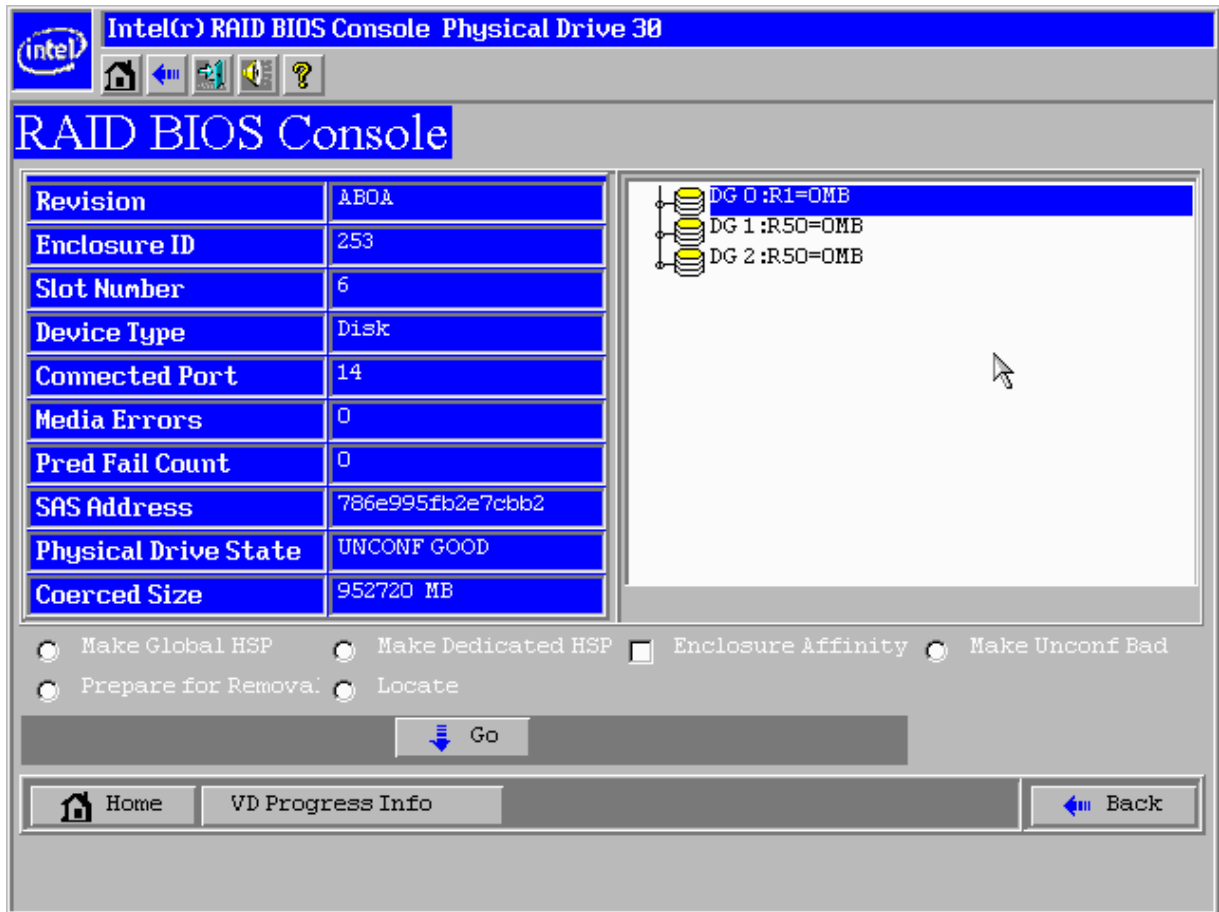 Intel(r) RAID BIOS Console Physical Drive 30
intel
RAID BIOS Console
Revision ABOA
Enclosure ID 253
Slot Number 6
Device Type Disk
Connected Port 14
Media Errors 0
Pred Fail Count 0
SAS Address 786e995fb2e7cbb2
Physical Drive State UNCONF GOOD
Coerced Size 952720 MB
DG 0 :R1=0MB
DG 1 :R50=0MB
DG 2 :R50=0MB
Make Global HSP Make Dedicated HSP Enclosure Affinity Make Unconf Bad
Prepare for Removal Locate
Go
Home VD Progress Info Back